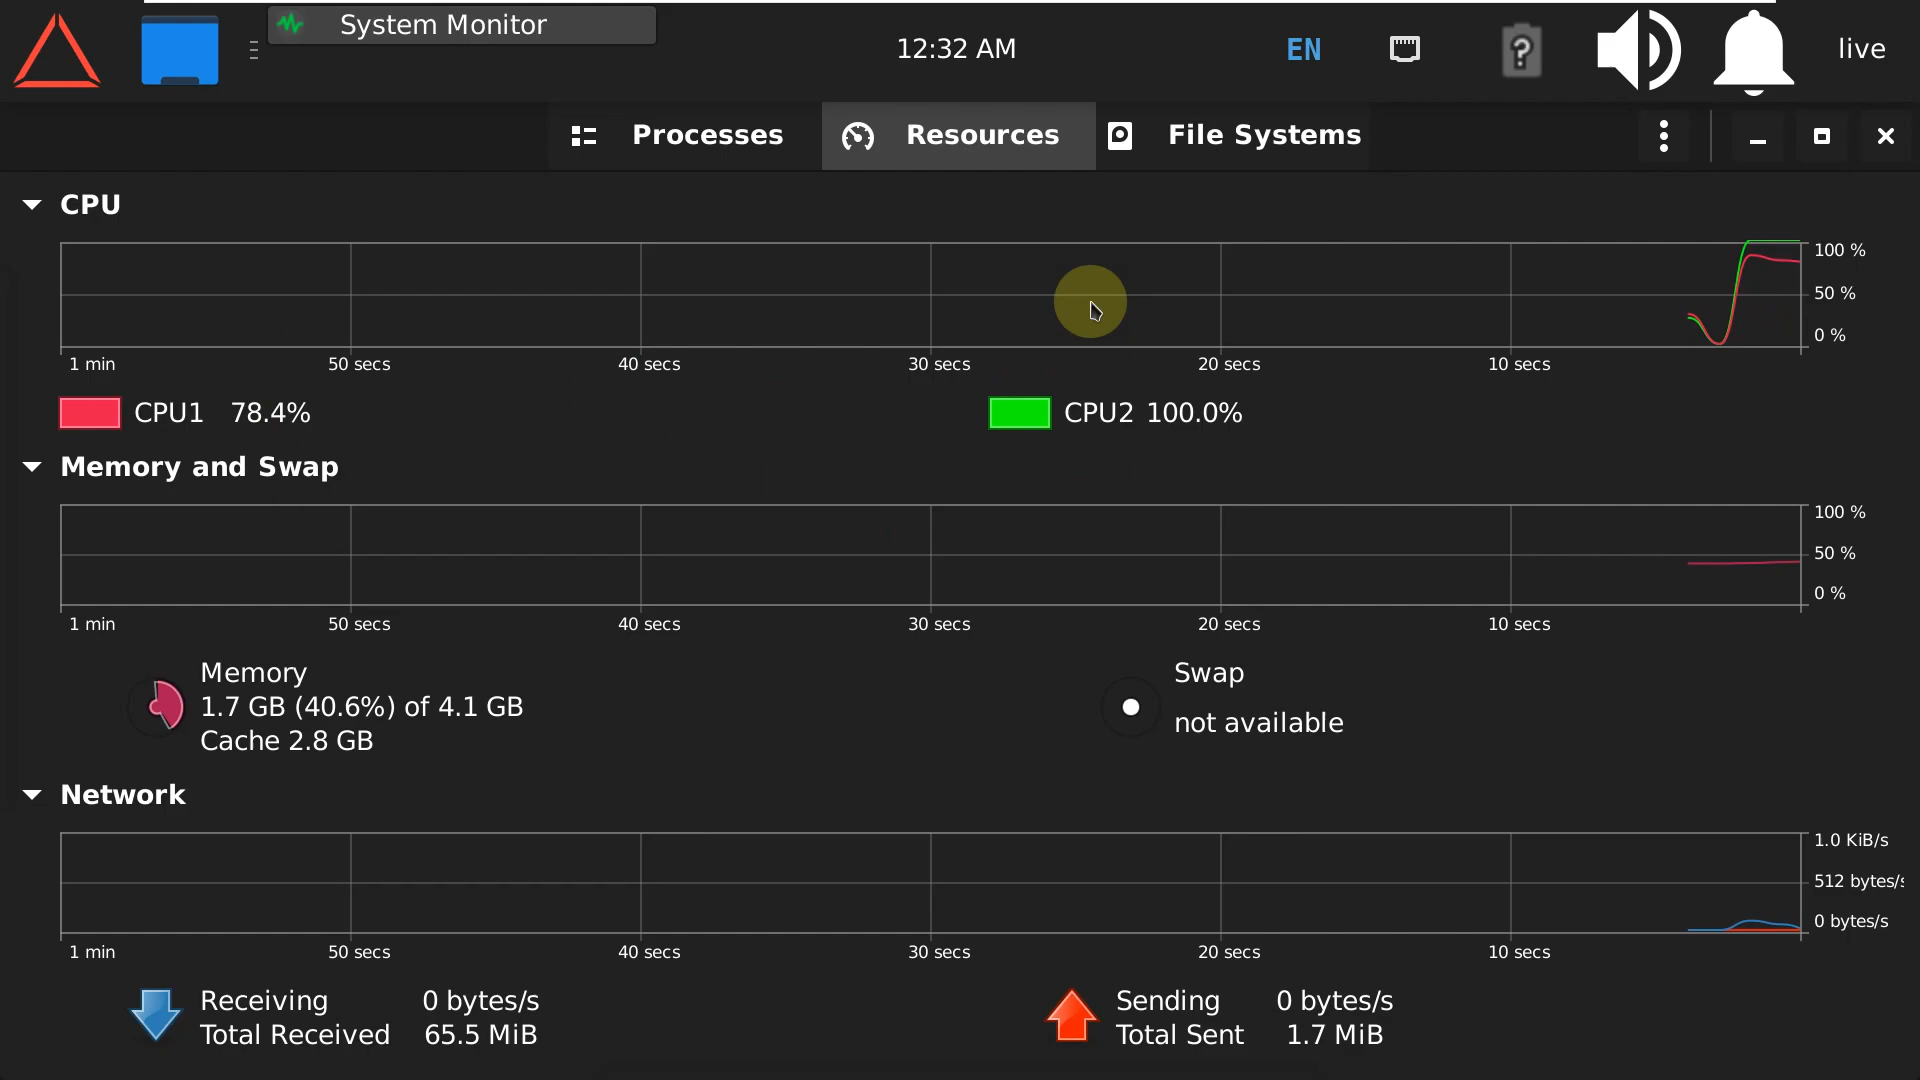 System Monitor
12:32 AM
EN
live
Processes
Resources
File Systems
CPU
100 %
50 %
0 %
1 min
50 secs
40 secs
30 secs
20 secs
10 secs
CPU1 78.4%
CPU2 100.0%
Memory and Swap
100 %
50 %
0 %
1 min
50 secs
40 secs
30 secs
20 secs
10 secs
Memory
1.7 GB (40.6%) of 4.1 GB
Cache 2.8 GB
Swap
not available
Network
1.0 KiB/s
512 bytes/s
0 bytes/s
1 min
50 secs
40 secs
30 secs
20 secs
10 secs
Receiving 0 bytes/s
Total Received 65.5 MiB
Sending 0 bytes/s
Total Sent 1.7 MiB